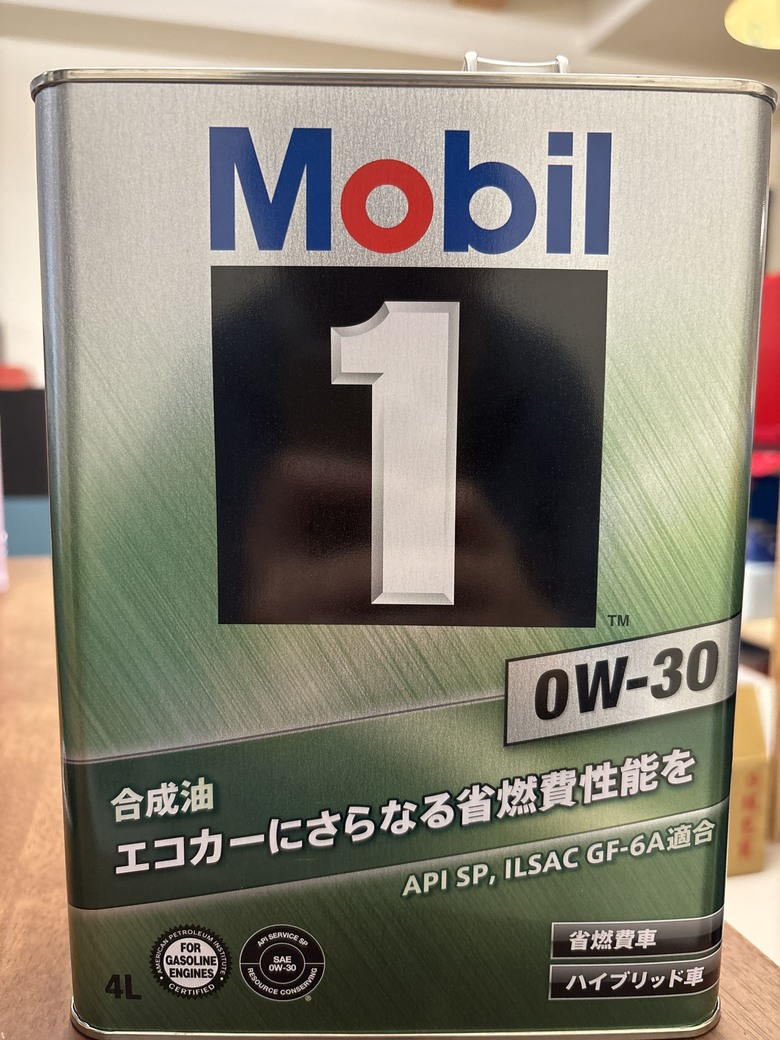 Mobil
1
TM
0W-30
合成油
エコカーにさらなる省燃費性能を
API SP, ILSAC GF-6A適合
省燃費車
ハイブリッド車
4L
AMERICAN PETROLEUM INSTITUTE
FOR
GASOLINE
ENGINES
CERTIFIED
API SERVICE SP
SAE
0W-30
RESOURCE CONSERVING
®